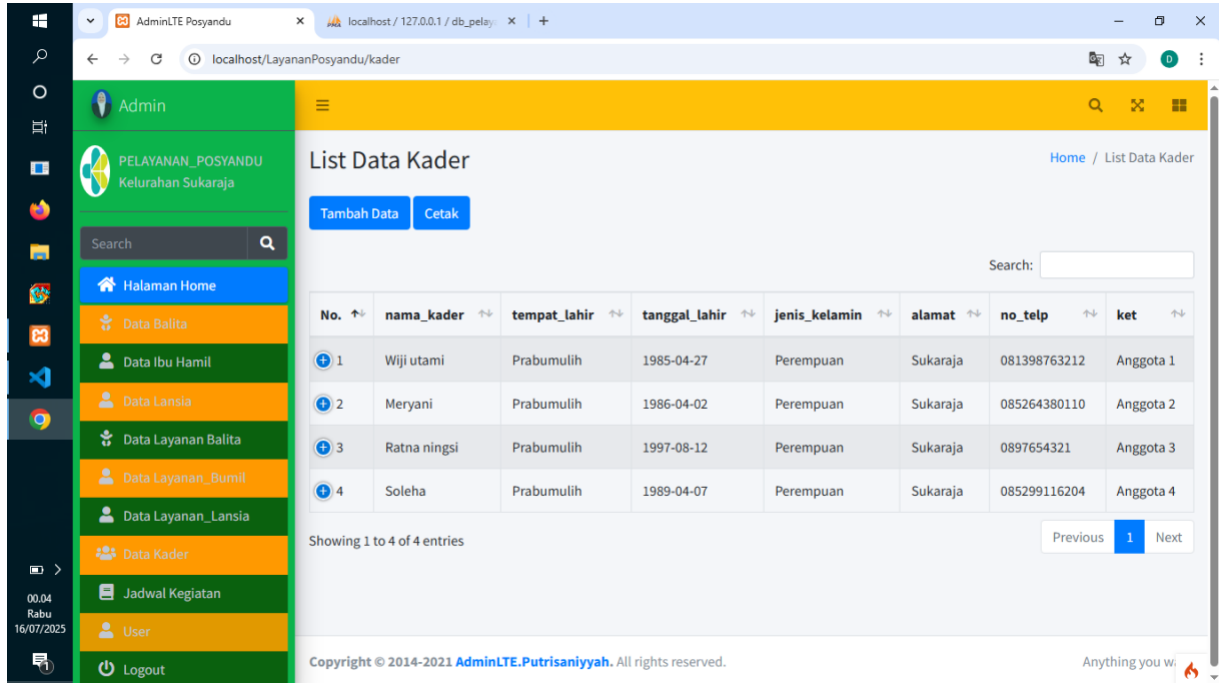 AdminLTE Posyandu
localhost / 127.0.0.1 / db_pelay
localhost/LayananPosyandu/kader
D
Admin
PELAYANAN_POSYANDU
Kelurahan Sukaraja
Search
Halaman Home
Data Balita
Data Ibu Hamil
Data Lansia
Data Layanan Balita
Data Layanan_Bumil
Data Layanan_Lansia
Data Kader
Jadwal Kegiatan
User
Logout
List Data Kader
Home / List Data Kader
Tambah Data Cetak
Search:
No. nama_kader tempat_lahir tanggal_lahir jenis_kelamin alamat no_telp ket
1 Wiji utami Prabumulih 1985-04-27 Perempuan Sukaraja 081398763212 Anggota 1
2 Meryani Prabumulih 1986-04-02 Perempuan Sukaraja 085264380110 Anggota 2
3 Ratna ningsi Prabumulih 1997-08-12 Perempuan Sukaraja 0897654321 Anggota 3
4 Soleha Prabumulih 1989-04-07 Perempuan Sukaraja 085299116204 Anggota 4
Showing 1 to 4 of 4 entries
Previous 1 Next
Copyright © 2014-2021 AdminLTE.Putrisaniyyah. All rights reserved.
Anything you w
00.04
Rabu
16/07/2025
1